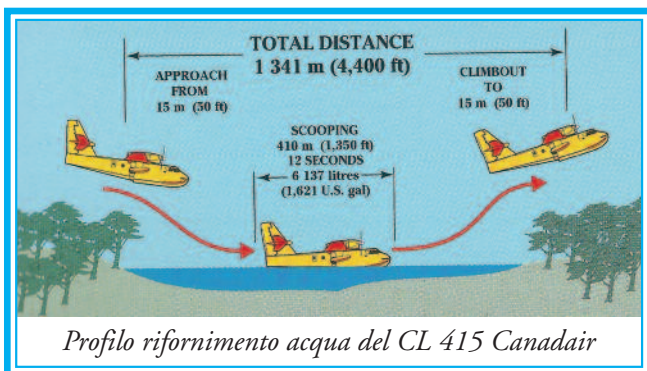 TOTAL DISTANCE
1 341 m (4,400 ft)
APPROACH
FROM
15 m (50 ft)
CLIMBOUT
TO
15 m (50 ft)
SCOOPING
410 m (1,350 ft)
12 SECONDS
6 137 litres
(1,621 U.S. gal)
Profilo rifornimento acqua del CL 415 Canadair